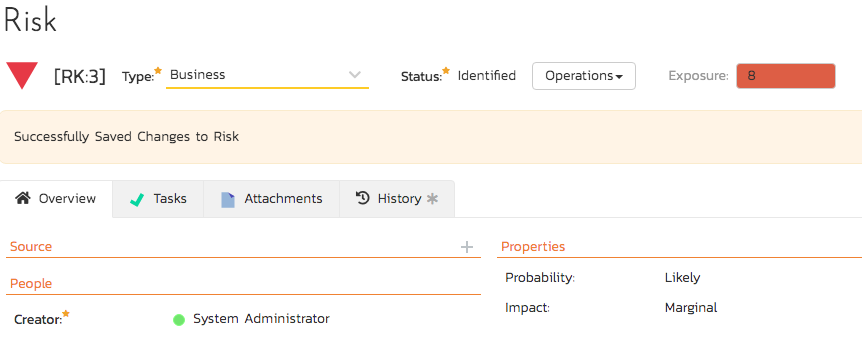 Risk
[RK:3] Type: Business Status: Identified Operations Exposure: 8
Successfully Saved Changes to Risk
Overview Tasks Attachments History
Source + Properties
Probability: Likely
People
Impact: Marginal
Creator: System Administrator